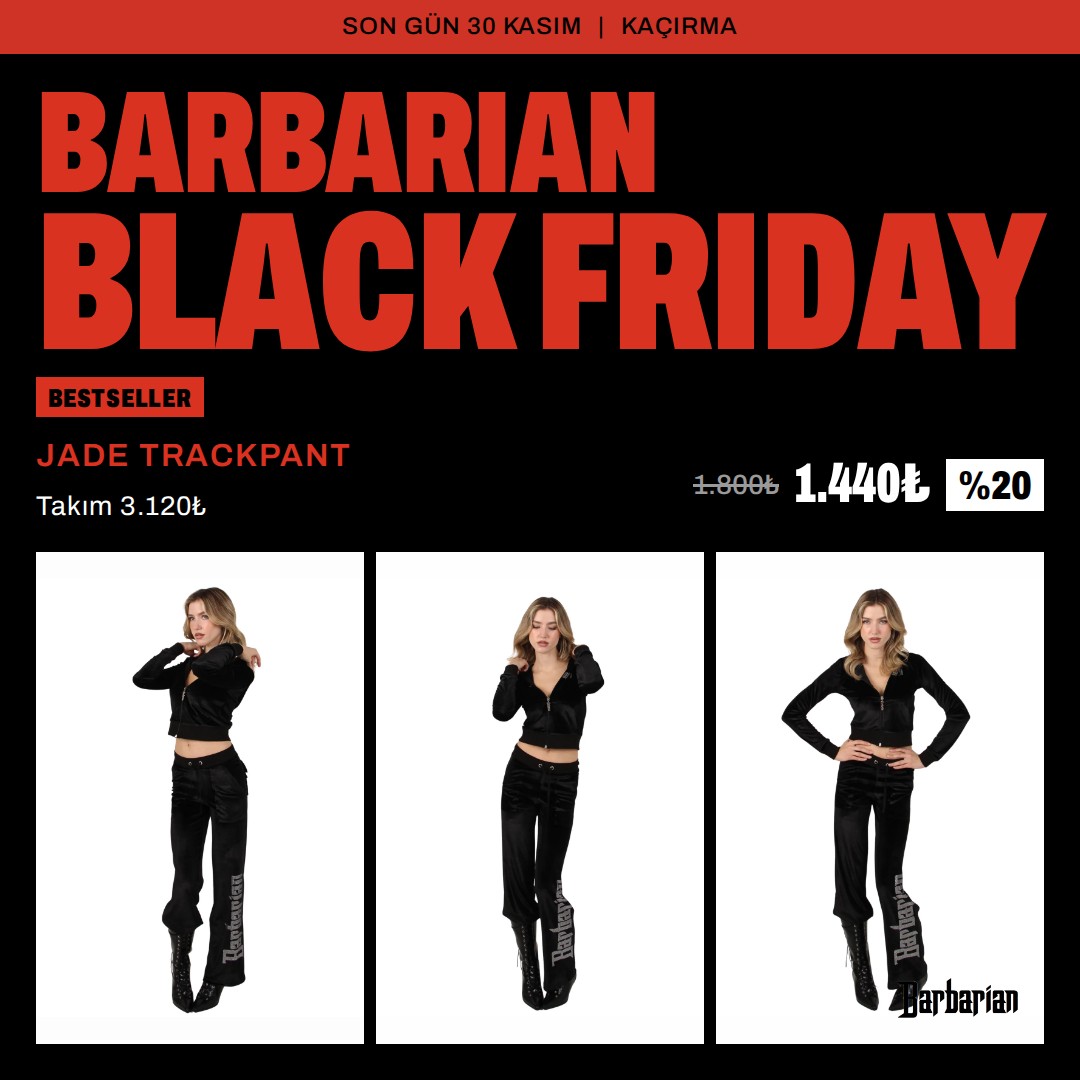 SON GÜN 30 KASIM | KAÇIRMA
BARBARIAN
BLACK FRIDAY
BESTSELLER
JADE TRACKPANT
Takım 3.120₺
1.800₺ 1.440₺ %20
Barbarian
Barbarian
Barbarian
Barbarian